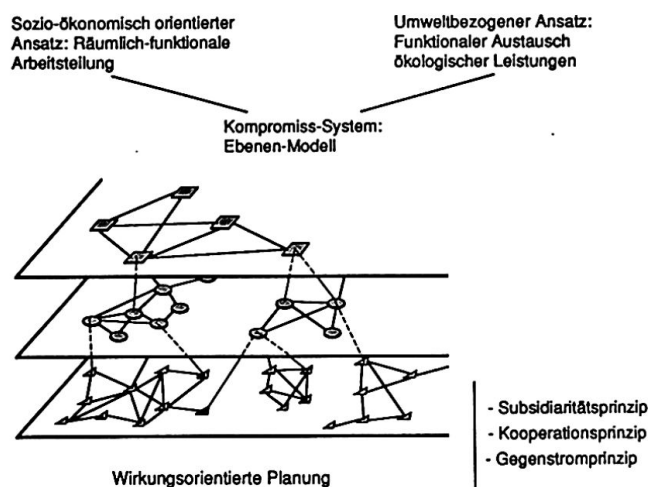 Sozio-ökonomisch orientierter
Ansatz: Räumlich-funktionale
Arbeitsteilung
Umweltbezogener Ansatz:
Funktionaler Austausch
ökologischer Leistungen
Kompromiss-System:
Ebenen-Modell
- Subsidiaritätsprinzip
- Kooperationsprinzip
- Gegenstromprinzip
Wirkungsorientierte Planung